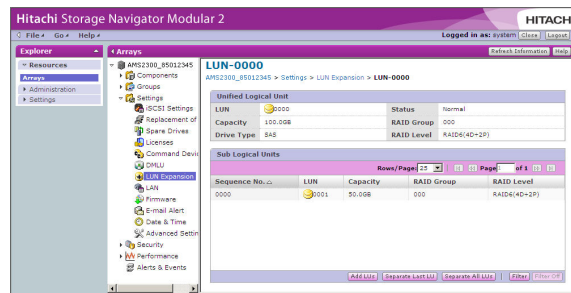 Hitachi Storage Navigator Modular 2
HITACH
File Go Help
Logged in as: system Close Logout
Explorer
Arrays
Refresh Information Help
Resources
Arrays
Administration
Settings
AMS2300_85012345
Components
Groups
Settings
iSCSI Settings
Replacement of
Spare Drives
Licenses
Command Devi
DMLU
LUN Expansion
LAN
Firmware
E-mail Alert
Date & Time
Advanced Settin
Security
Performance
Alerts & Events
LUN-0000
AMS2300_85012345 > Settings > LUN Expansion > LUN-0000
Unified Logical Unit
LUN 0000 Status Normal
Capacity 100.0GB RAID Group 000
Drive Type SAS RAID Level RAID6(4D+2P)
Sub Logical Units
Rows/Page: 25 Page 1 of 1
Sequence No. LUN Capacity RAID Group RAID Level
0000 0001 50.0GB 000 RAID6(4D+2P)
Add LUs Separate Last LU Separate All LUs Filter Filter Off